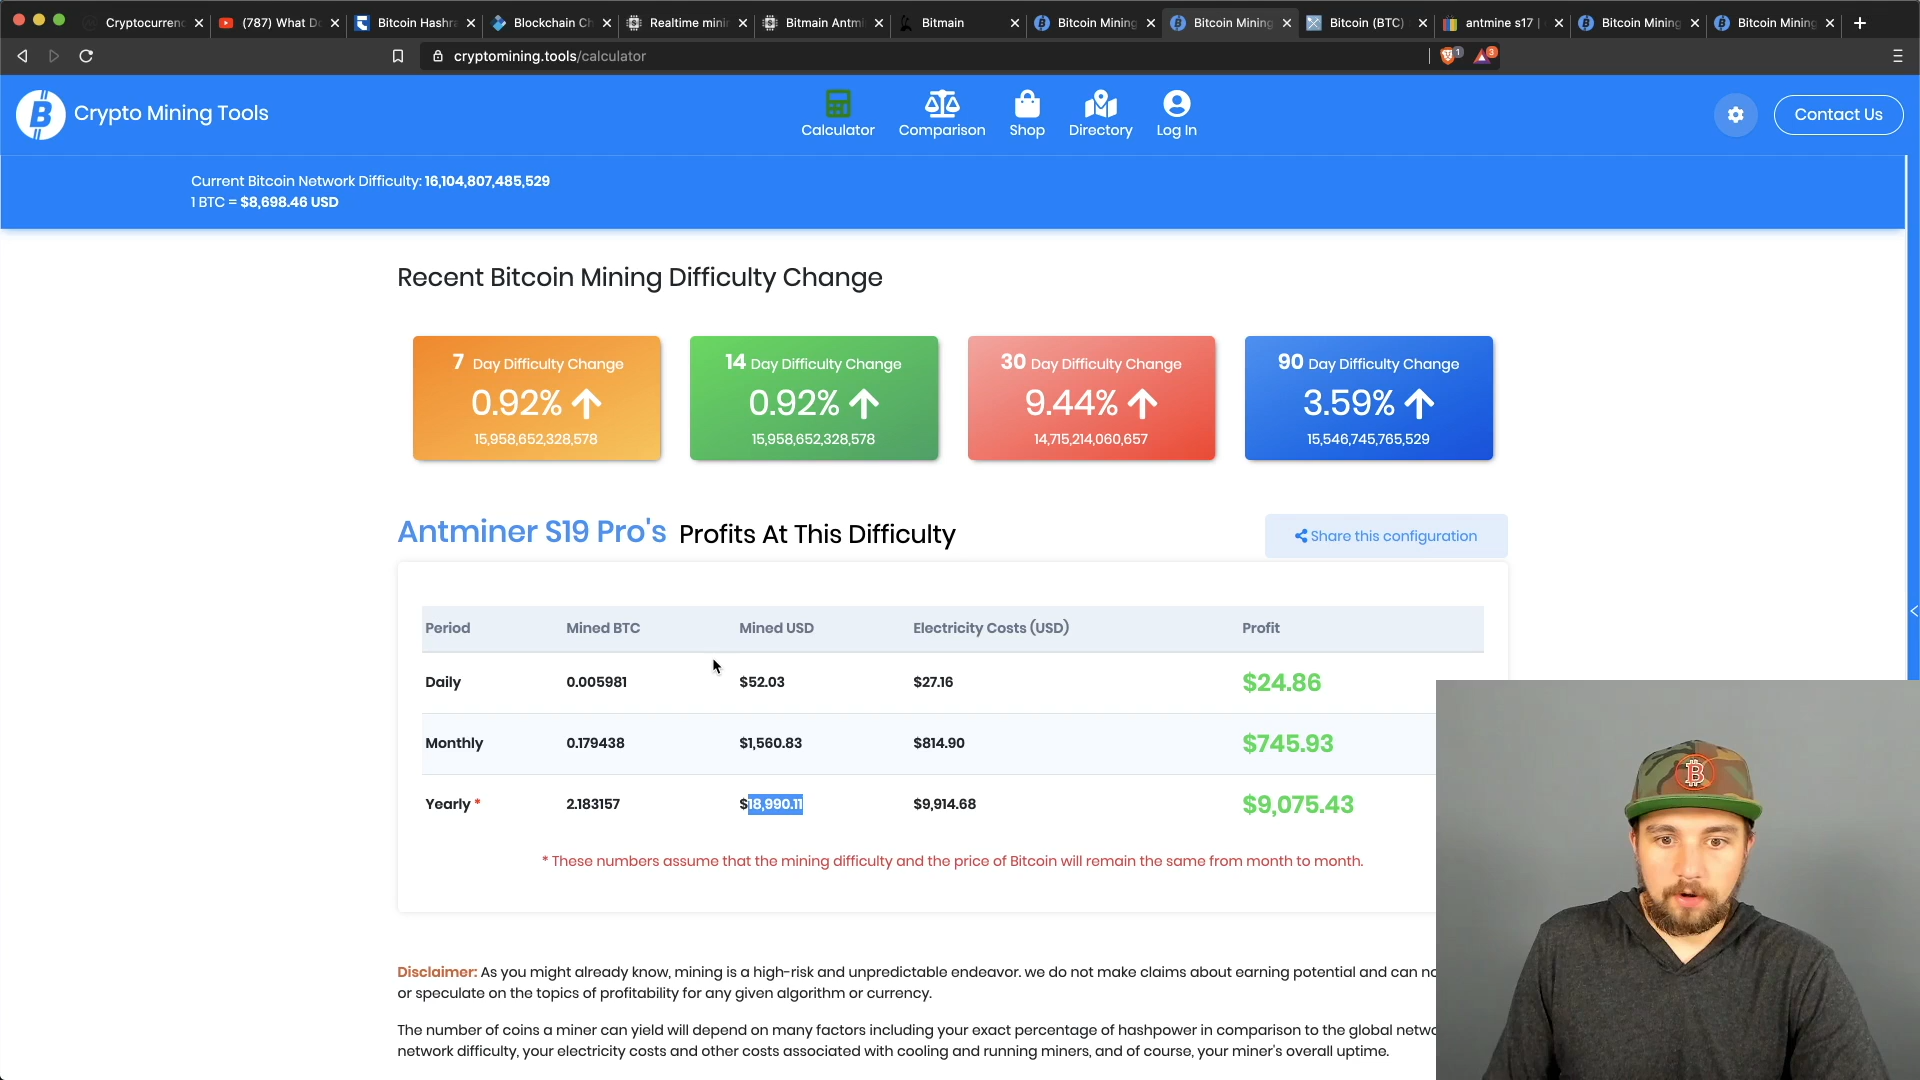 Cryptocurrenc
(787) What Do
Bitcoin Hashra
Blockchain Ch
Realtime minin
Bitmain Antmi
Bitmain
Bitcoin Mining
Bitcoin Mining
Bitcoin (BTC)
antmine s17 |
Bitcoin Mining
Bitcoin Mining
cryptomining.tools/calculator
1
3
Crypto Mining Tools
Calculator
Comparison
Shop
Directory
Log In
Contact Us
Current Bitcoin Network Difficulty: 16,104,807,485,529
1 BTC = $8,698.46 USD
Recent Bitcoin Mining Difficulty Change
7 Day Difficulty Change
0.92%
15,958,652,328,578
14 Day Difficulty Change
0.92%
15,958,652,328,578
30 Day Difficulty Change
9.44%
14,715,214,060,657
90 Day Difficulty Change
3.59%
15,546,745,765,529
Antminer S19 Pro's Profits At This Difficulty
Share this configuration
Period Mined BTC Mined USD Electricity Costs (USD) Profit
Daily 0.005981 $52.03 $27.16 $24.86
Monthly 0.179438 $1,560.83 $814.90 $745.93
Yearly * 2.183157 $18,990.11 $9,914.68 $9,075.43
* These numbers assume that the mining difficulty and the price of Bitcoin will remain the same from month to month.
Disclaimer: As you might already know, mining is a high-risk and unpredictable endeavor. we do not make claims about earning potential and can no
or speculate on the topics of profitability for any given algorithm or currency.
The number of coins a miner can yield will depend on many factors including your exact percentage of hashpower in comparison to the global netwo
network difficulty, your electricity costs and other costs associated with cooling and running miners, and of course, your miner's overall uptime.